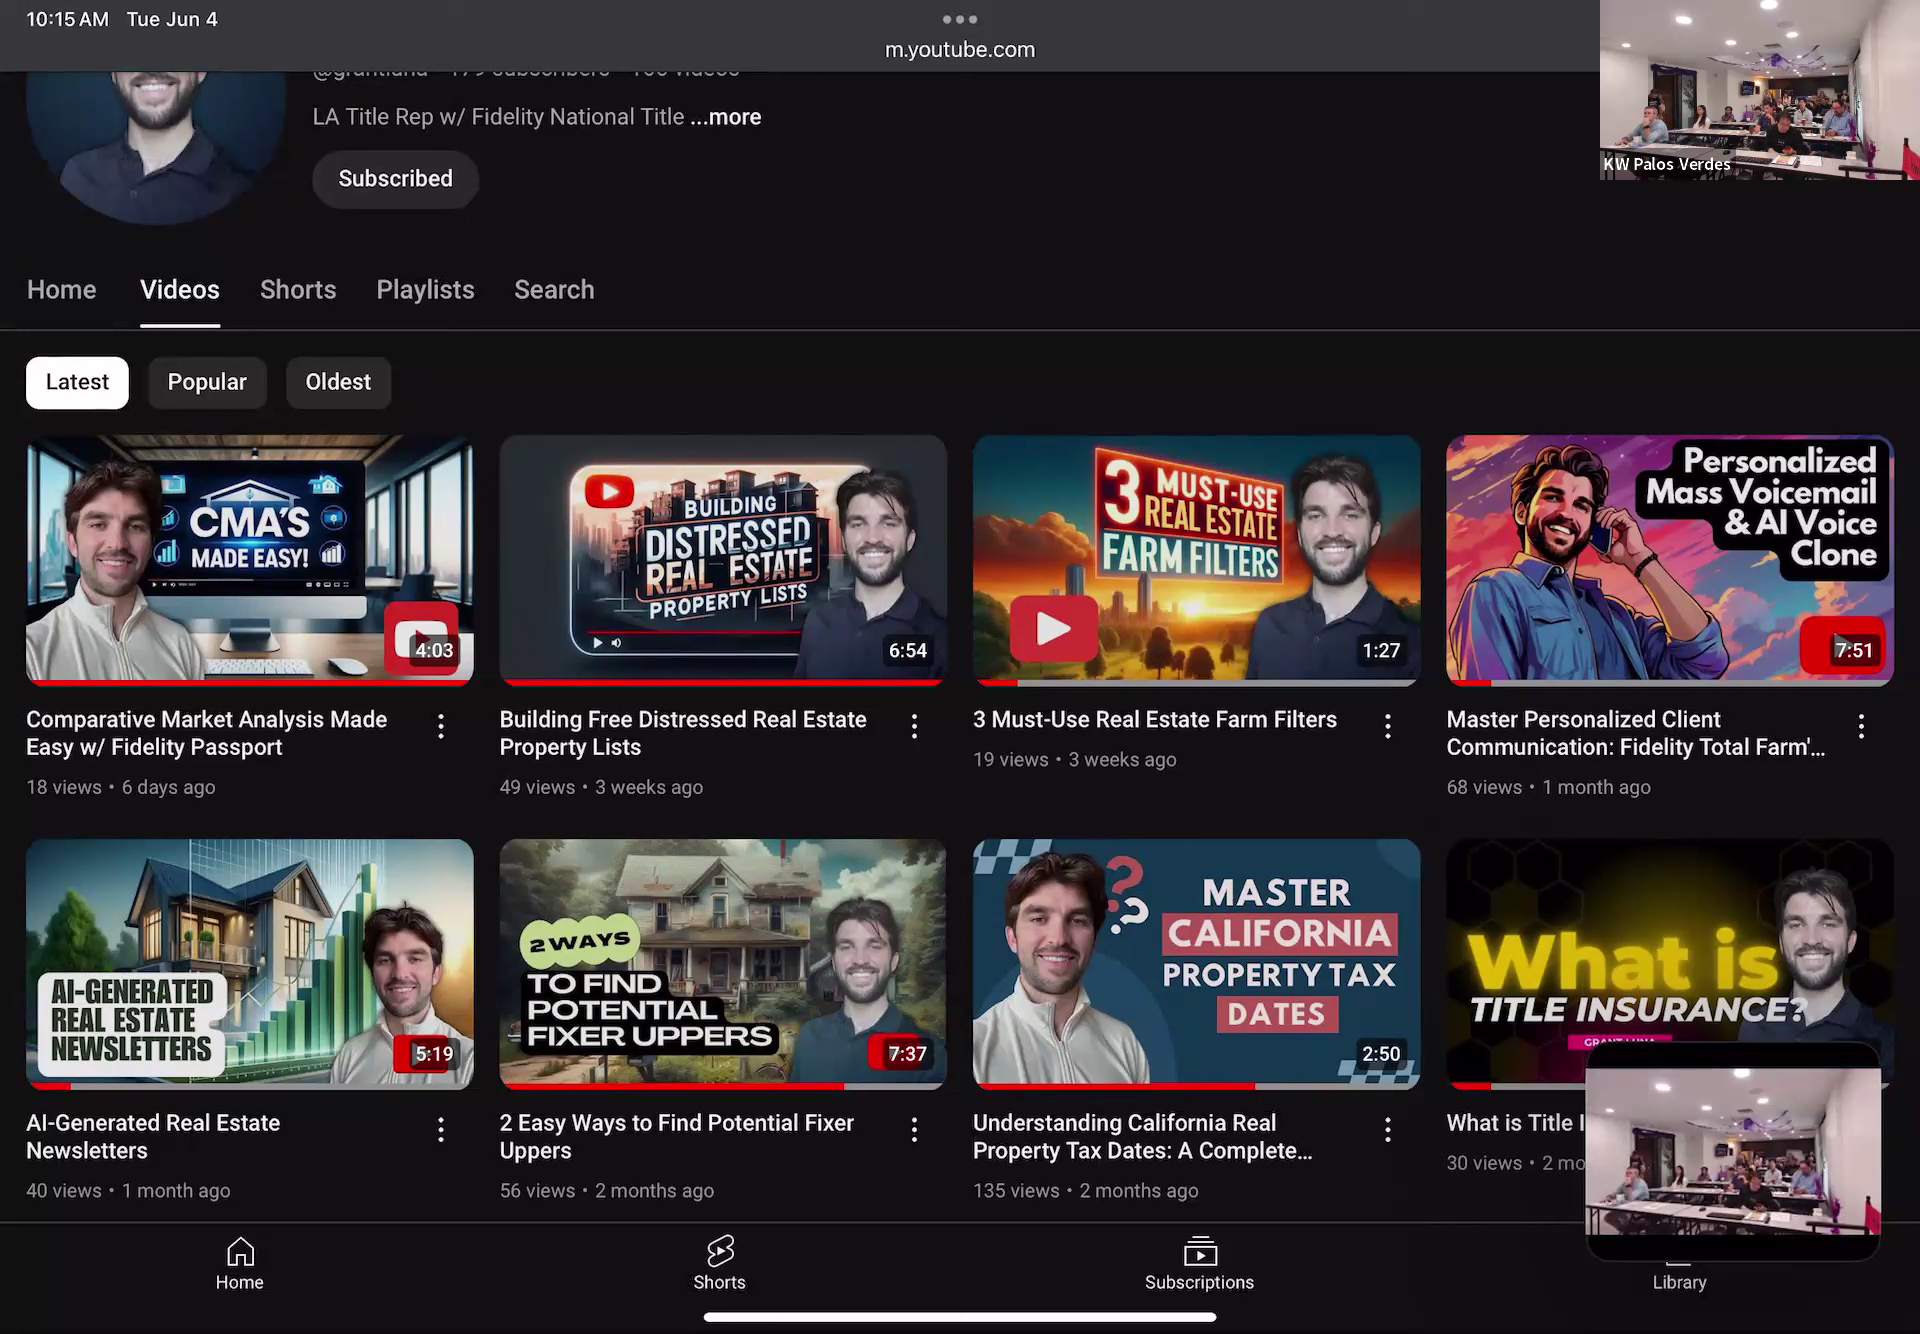 10:15 AM Tue Jun 4
m.youtube.com
KW Palos Verdes
LA Title Rep w/ Fidelity National Title ...more
Subscribed
Home Videos Shorts Playlists Search
Latest Popular Oldest
CMA'S
MADE EASY!
4:03
BUILDING
DISTRESSED
REAL ESTATE
PROPERTY LISTS
6:54
3 MUST-USE
REAL ESTATE
FARM FILTERS
1:27
Personalized
Mass Voicemail
& AI Voice
Clone
7:51
Comparative Market Analysis Made
Easy w/ Fidelity Passport
18 views • 6 days ago
Building Free Distressed Real Estate
Property Lists
49 views • 3 weeks ago
3 Must-Use Real Estate Farm Filters
19 views • 3 weeks ago
Master Personalized Client
Communication: Fidelity Total Farm'...
68 views • 1 month ago
AI-GENERATED
REAL ESTATE
NEWSLETTERS
5:19
2 WAYS
TO FIND
POTENTIAL
FIXER UPPERS
7:37
MASTER
CALIFORNIA
PROPERTY TAX
DATES
2:50
What is
TITLE INSURANCE?
AI-Generated Real Estate
Newsletters
40 views • 1 month ago
2 Easy Ways to Find Potential Fixer
Uppers
56 views • 2 months ago
Understanding California Real
Property Tax Dates: A Complete...
135 views • 2 months ago
What is Title I
30 views • 2 mo
Home
Shorts
Subscriptions
Library